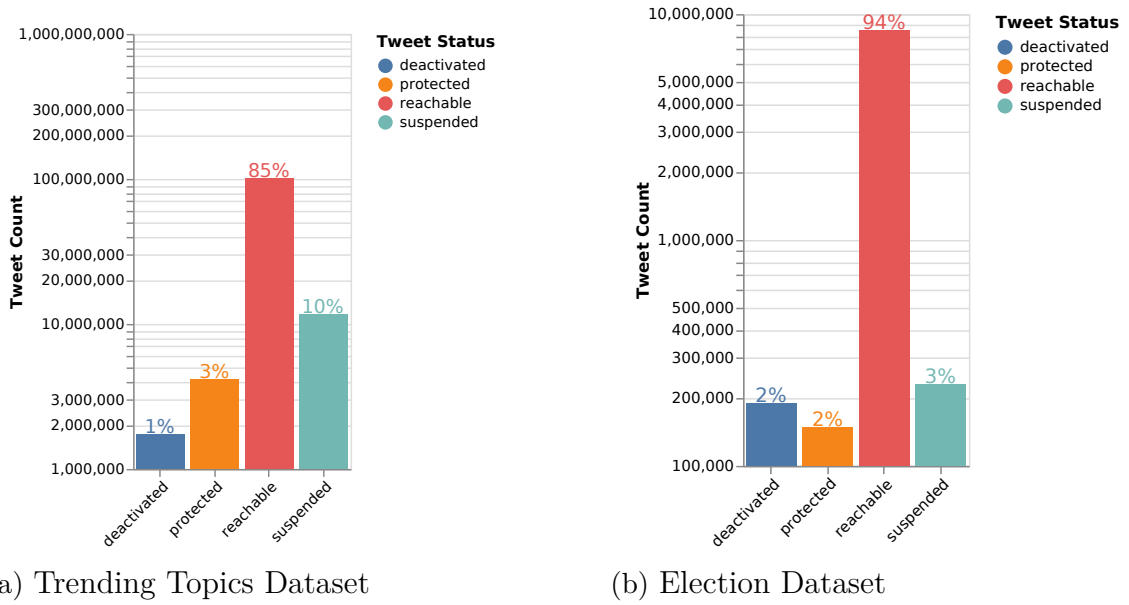 1,000,000,000
300,000,000
200,000,000
100,000,000
30,000,000
20,000,000
10,000,000
3,000,000
2,000,000
1,000,000
Tweet Count
1%
3%
85%
10%
deactivated
protected
reachable
suspended
Tweet Status
deactivated
protected
reachable
suspended
a) Trending Topics Dataset
10,000,000
5,000,000
4,000,000
3,000,000
2,000,000
1,000,000
500,000
400,000
300,000
200,000
100,000
Tweet Count
2%
2%
94%
3%
deactivated
protected
reachable
suspended
Tweet Status
deactivated
protected
reachable
suspended
(b) Election Dataset